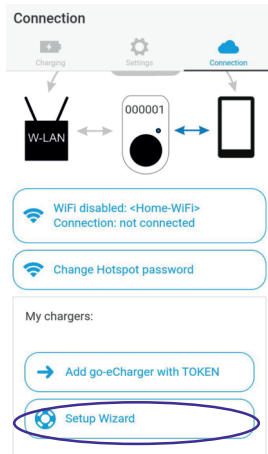 Connection
Charging Settings Connection
000001
W-LAN
WiFi disabled: <Home-WiFi>
Connection: not connected
Change Hotspot password
My chargers:
Add go-eCharger with TOKEN
Setup Wizard